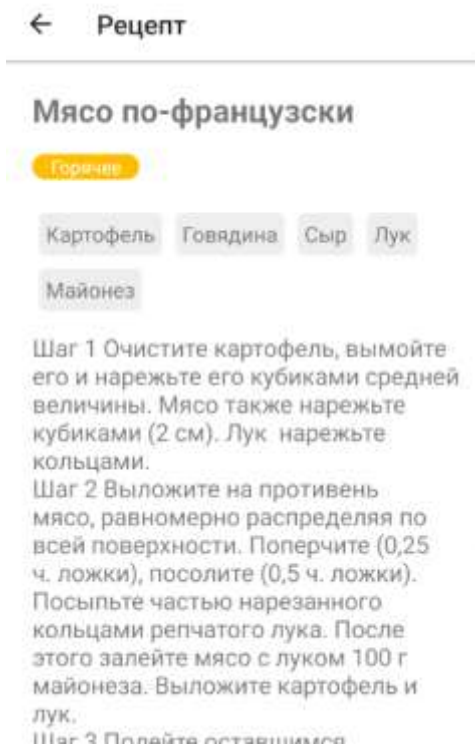 Рецепт
Мясо по-французски
Горячее
Картофель Говядина Сыр Лук
Майонез
Шаг 1 Очистите картофель, вымойте
его и нарежьте его кубиками средней
величины. Мясо также нарежьте
кубиками (2 см). Лук нарежьте
кольцами.
Шаг 2 Выложите на противень
мясо, равномерно распределяя по
всей поверхности. Поперчите (0,25
ч. ложки), посолите (0,5 ч. ложки).
Посыпьте частью нарезанного
кольцами репчатого лука. После
этого залейте мясо с луком 100 г
майонеза. Выложите картофель и
лук.
Шаг 3 Полейте оставшимся